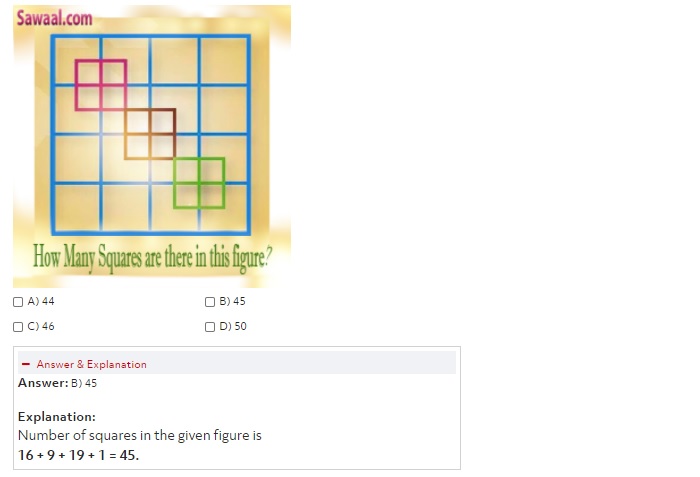 Sawaal.com
How Many Squares are there in this figure?
A) 44
B) 45
C) 46
D) 50
Answer & Explanation
Answer: B) 45
Explanation:
Number of squares in the given figure is
16 + 9 + 19 + 1 = 45.